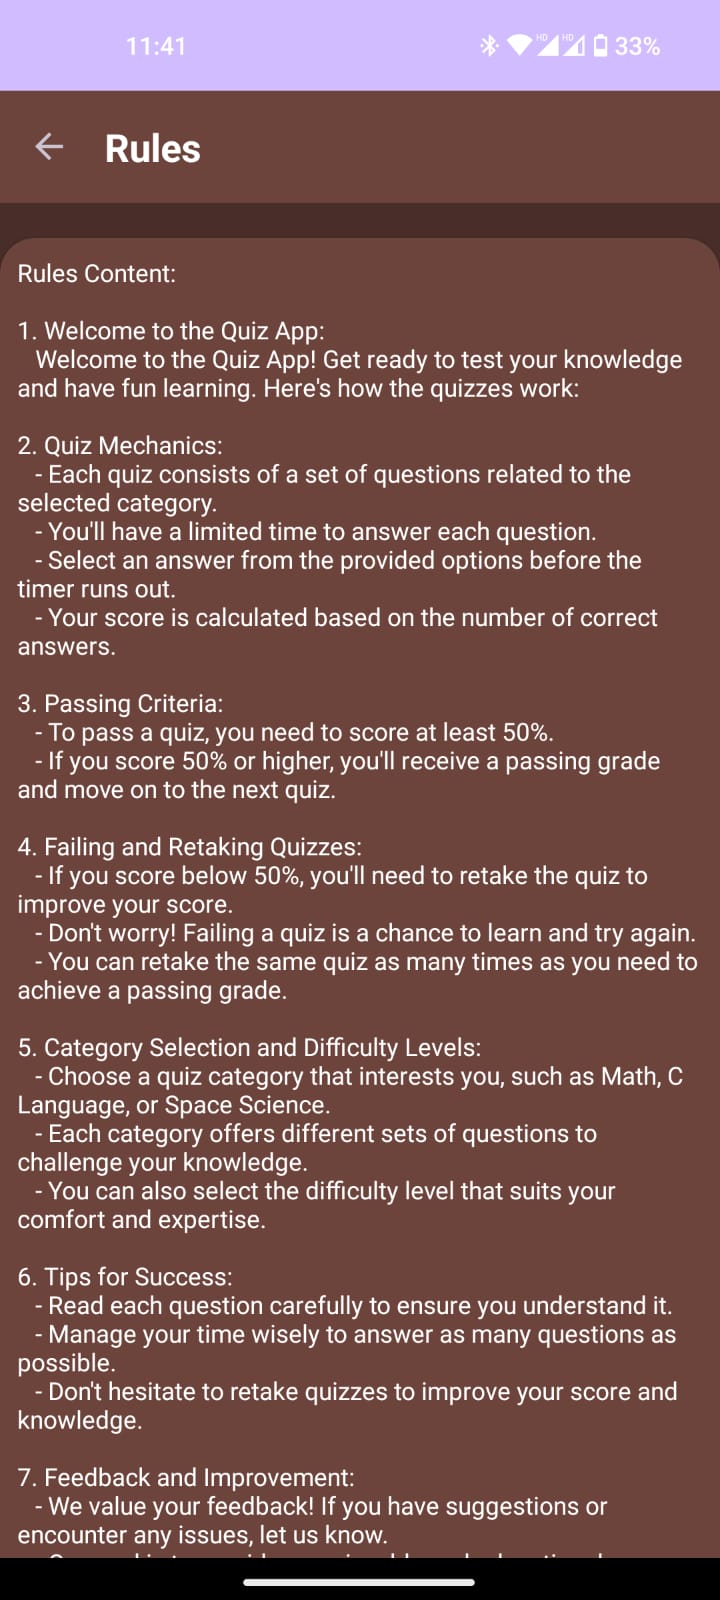 11:41
HD HD 33%
Rules
Rules Content:
1. Welcome to the Quiz App:
Welcome to the Quiz App! Get ready to test your knowledge
and have fun learning. Here's how the quizzes work:
2. Quiz Mechanics:
- Each quiz consists of a set of questions related to the
selected category.
- You'll have a limited time to answer each question.
- Select an answer from the provided options before the
timer runs out.
- Your score is calculated based on the number of correct
answers.
3. Passing Criteria:
- To pass a quiz, you need to score at least 50%.
- If you score 50% or higher, you'll receive a passing grade
and move on to the next quiz.
4. Failing and Retaking Quizzes:
- If you score below 50%, you'll need to retake the quiz to
improve your score.
- Don't worry! Failing a quiz is a chance to learn and try again.
- You can retake the same quiz as many times as you need to
achieve a passing grade.
5. Category Selection and Difficulty Levels:
- Choose a quiz category that interests you, such as Math, C
Language, or Space Science.
- Each category offers different sets of questions to
challenge your knowledge.
- You can also select the difficulty level that suits your
comfort and expertise.
6. Tips for Success:
- Read each question carefully to ensure you understand it.
- Manage your time wisely to answer as many questions as
possible.
- Don't hesitate to retake quizzes to improve your score and
knowledge.
7. Feedback and Improvement:
- We value your feedback! If you have suggestions or
encounter any issues, let us know.